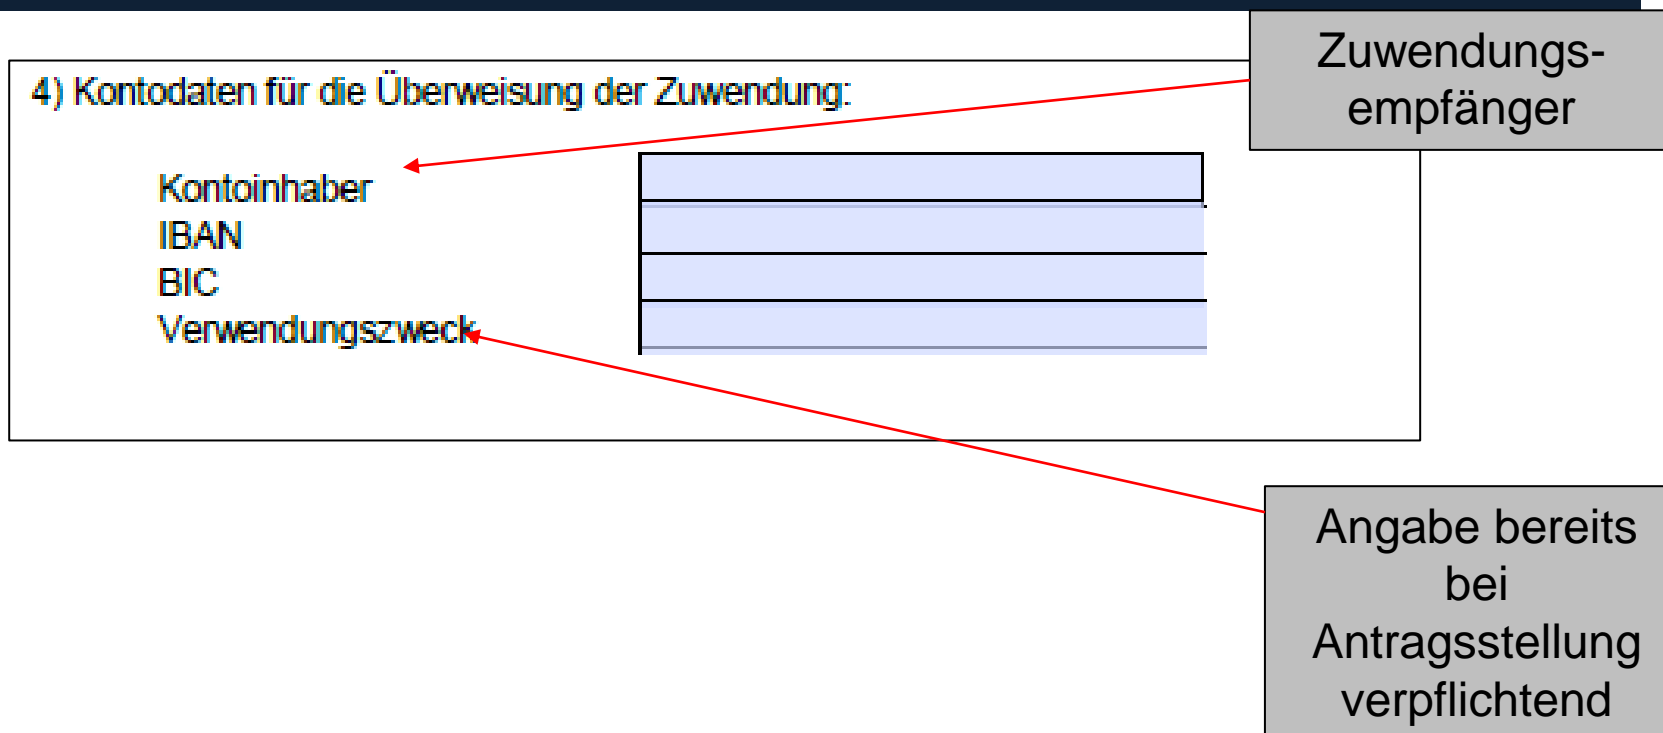 Zuwendungs-
empfänger
4) Kontodaten für die Überweisung der Zuwendung:
Kontoinhaber
IBAN
BIC
Verwendungszweck
Angabe bereits
bei
Antragsstellung
verpflichtend